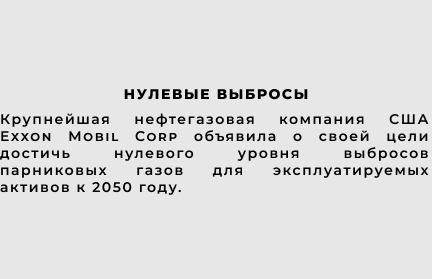 НУЛЕВЫЕ ВЫБРОСЫ
Крупнейшая нефтегазовая компания США
Exxon Mobil Corp объявила о своей цели
достичь нулевого уровня выбросов
парниковых газов для эксплуатируемых
активов к 2050 году.